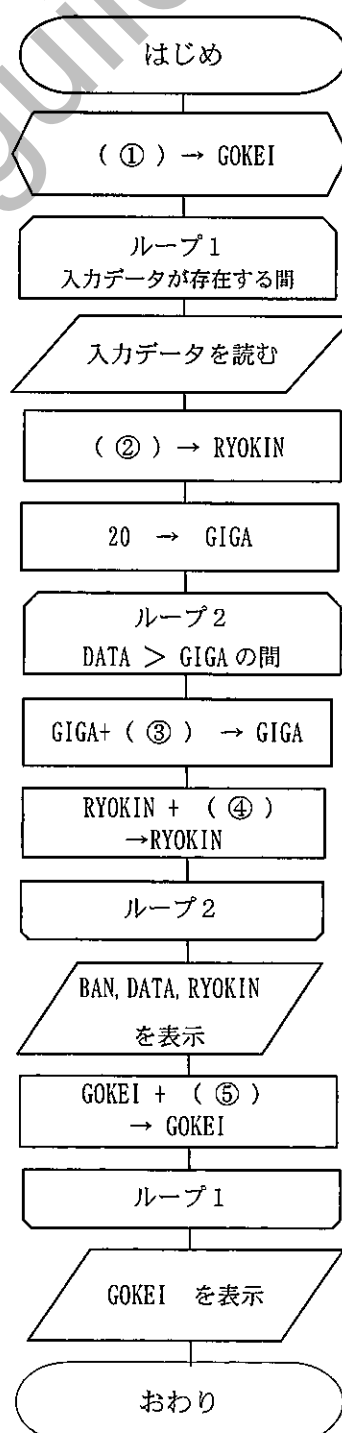 はじめ
( ① ) → GOKEI
ループ1
入力データが存在する間
入力データを読む
( ② ) → RYOKIN
20 → GIGA
ループ2
DATA > GIGA の間
GIGA+ ( ③ ) → GIGA
RYOKIN + ( ④ )
→RYOKIN
ループ2
BAN, DATA, RYOKIN
を表示
GOKEI + ( ⑤ )
→ GOKEI
ループ1
GOKEI を表示
おわり